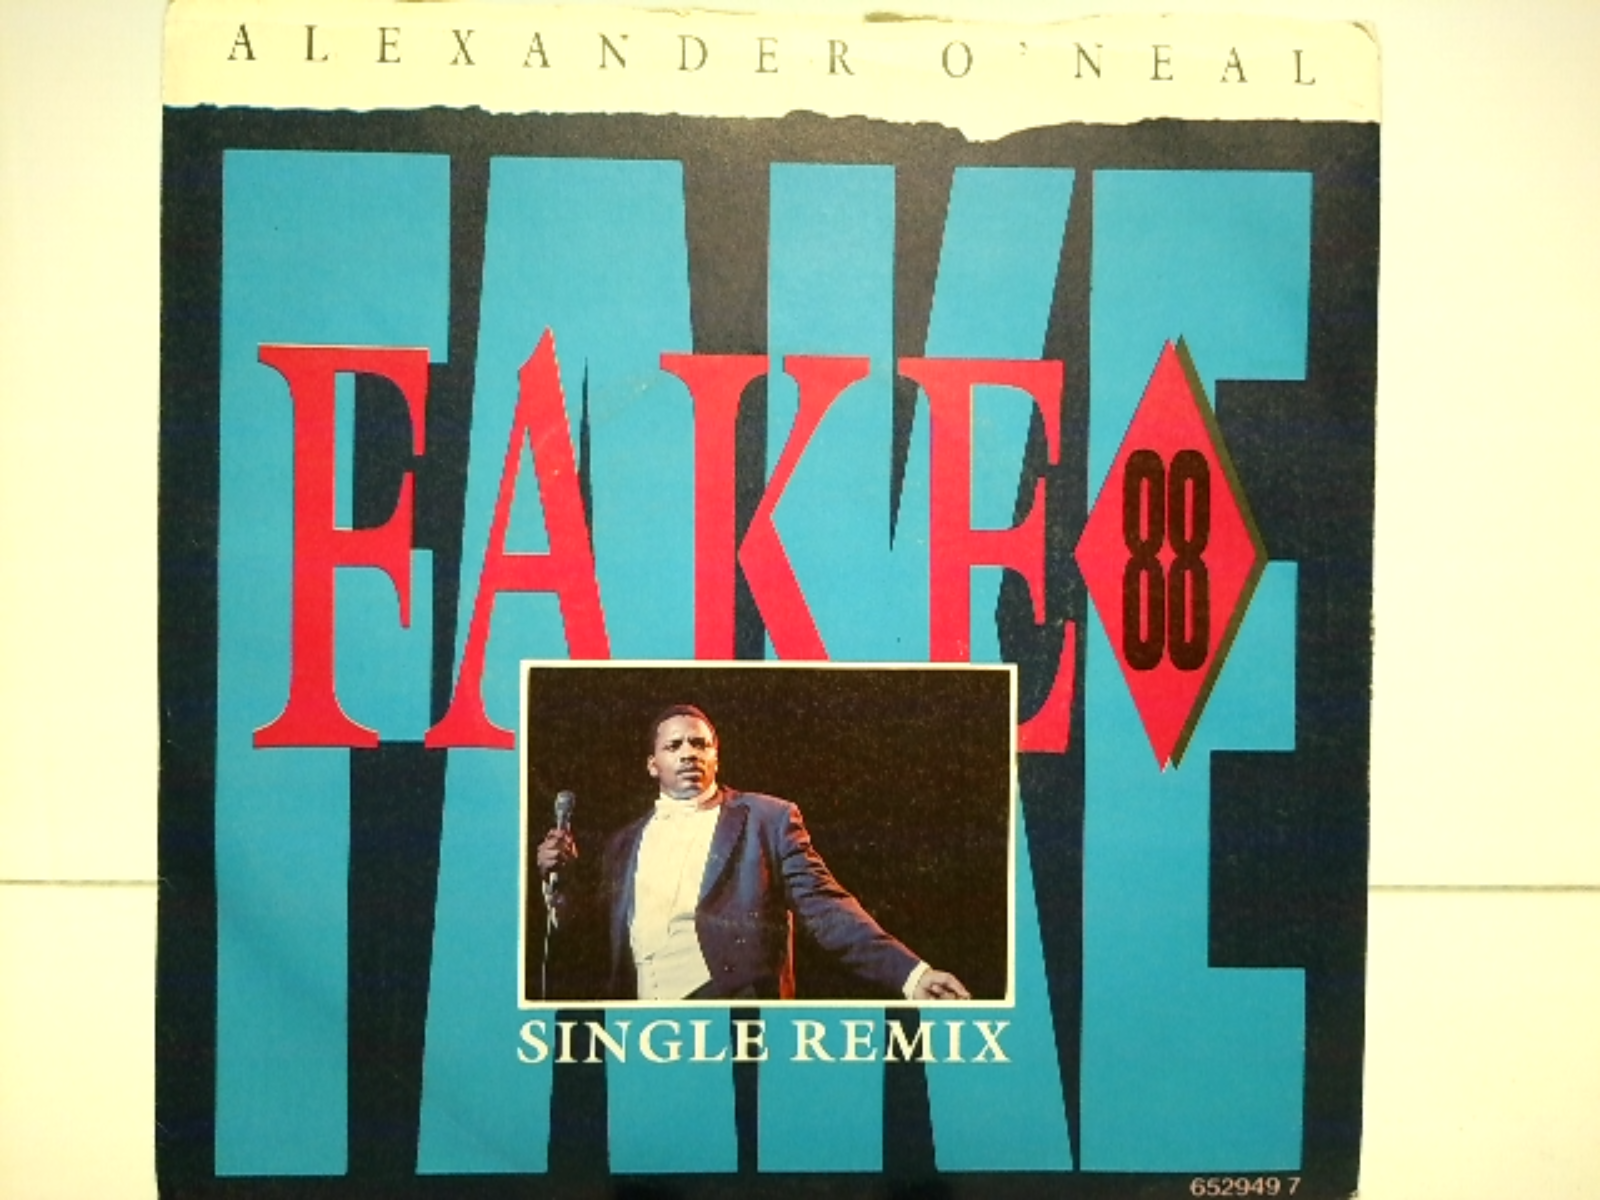 ALEXANDER O'NEAL
FAKE
FAKE 88
SINGLE REMIX
652949 7